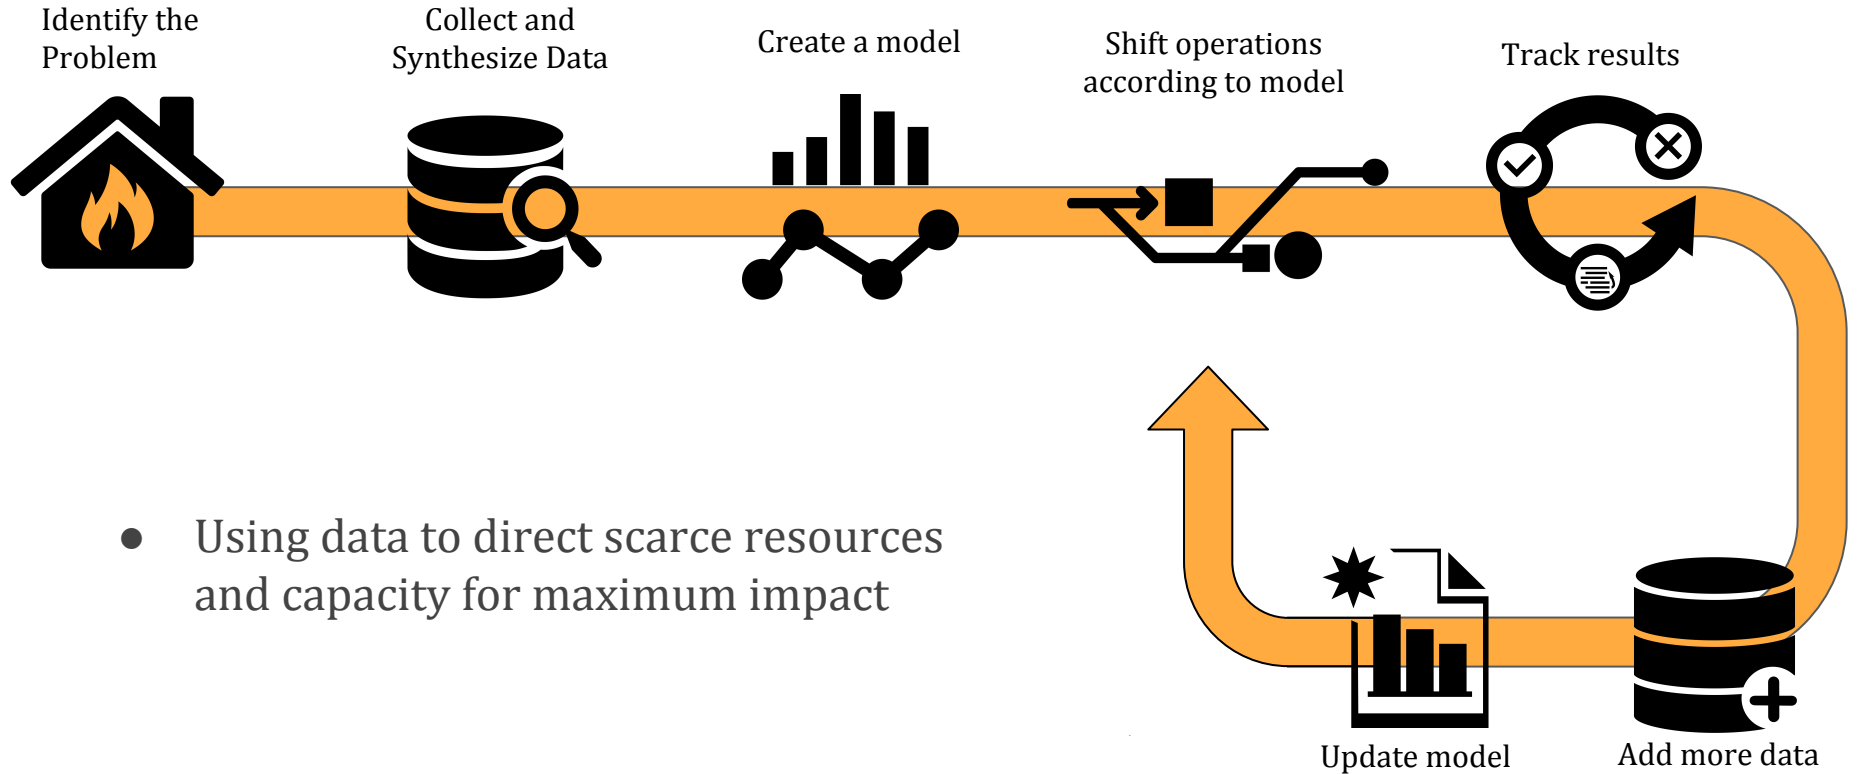 Identify the
Problem
Collect and
Synthesize Data
Create a model
Shift operations
according to model
Track results
● Using data to direct scarce resources
and capacity for maximum impact
Update model
Add more data